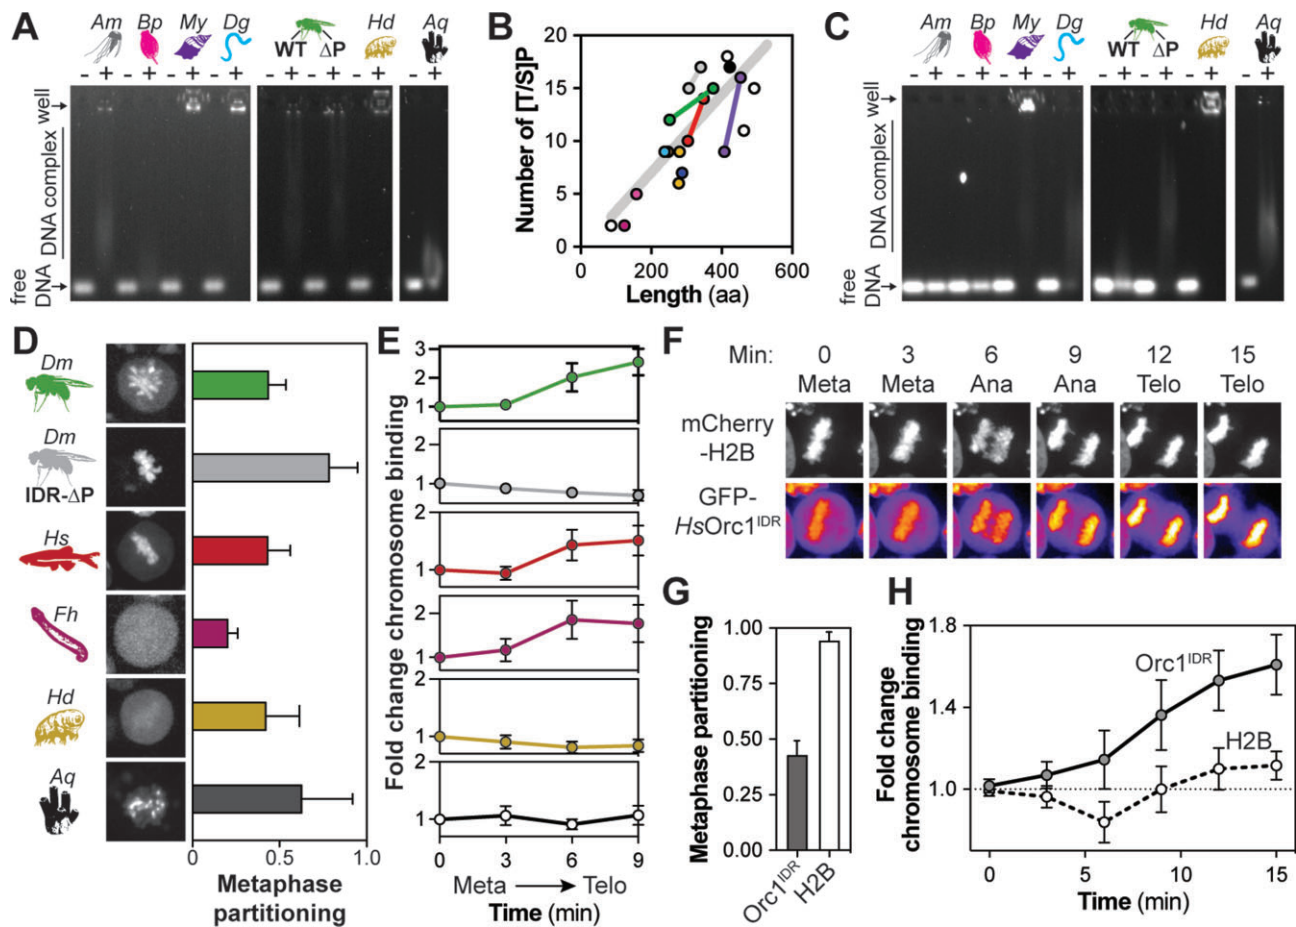 A
Am Bp My Dg
WT ΔP Hd Aq
- + - + - + - + - + - + - + - +
well
DNA complex
free
DNA
B
Number of [T/S]P
20
15
10
5
0
0 200 400 600
Length (aa)
C
Am Bp My Dg
WT ΔP Hd Aq
- + - + - + - + - + - + - + - +
well
DNA complex
free
DNA
D
Dm
Dm
IDR-ΔP
Hs
Fh
Hd
Aq
0 0.5 1.0
Metaphase
partitioning
E
Fold change chromosome binding
3
2
1
2
1
2
1
2
1
2
1
2
1
0 3 6 9
Meta Telo
Time (min)
F
Min: 0 3 6 9 12 15
Meta Meta Ana Ana Telo Telo
mCherry
-H2B
GFP-
HsOrc1IDR
G
Metaphase partitioning
1.00
0.75
0.50
0.25
0.00
Orc1IDR
H2B
H
Fold change
chromosome binding
1.8
1.4
1.0
Orc1IDR
H2B
0 5 10 15
Time (min)